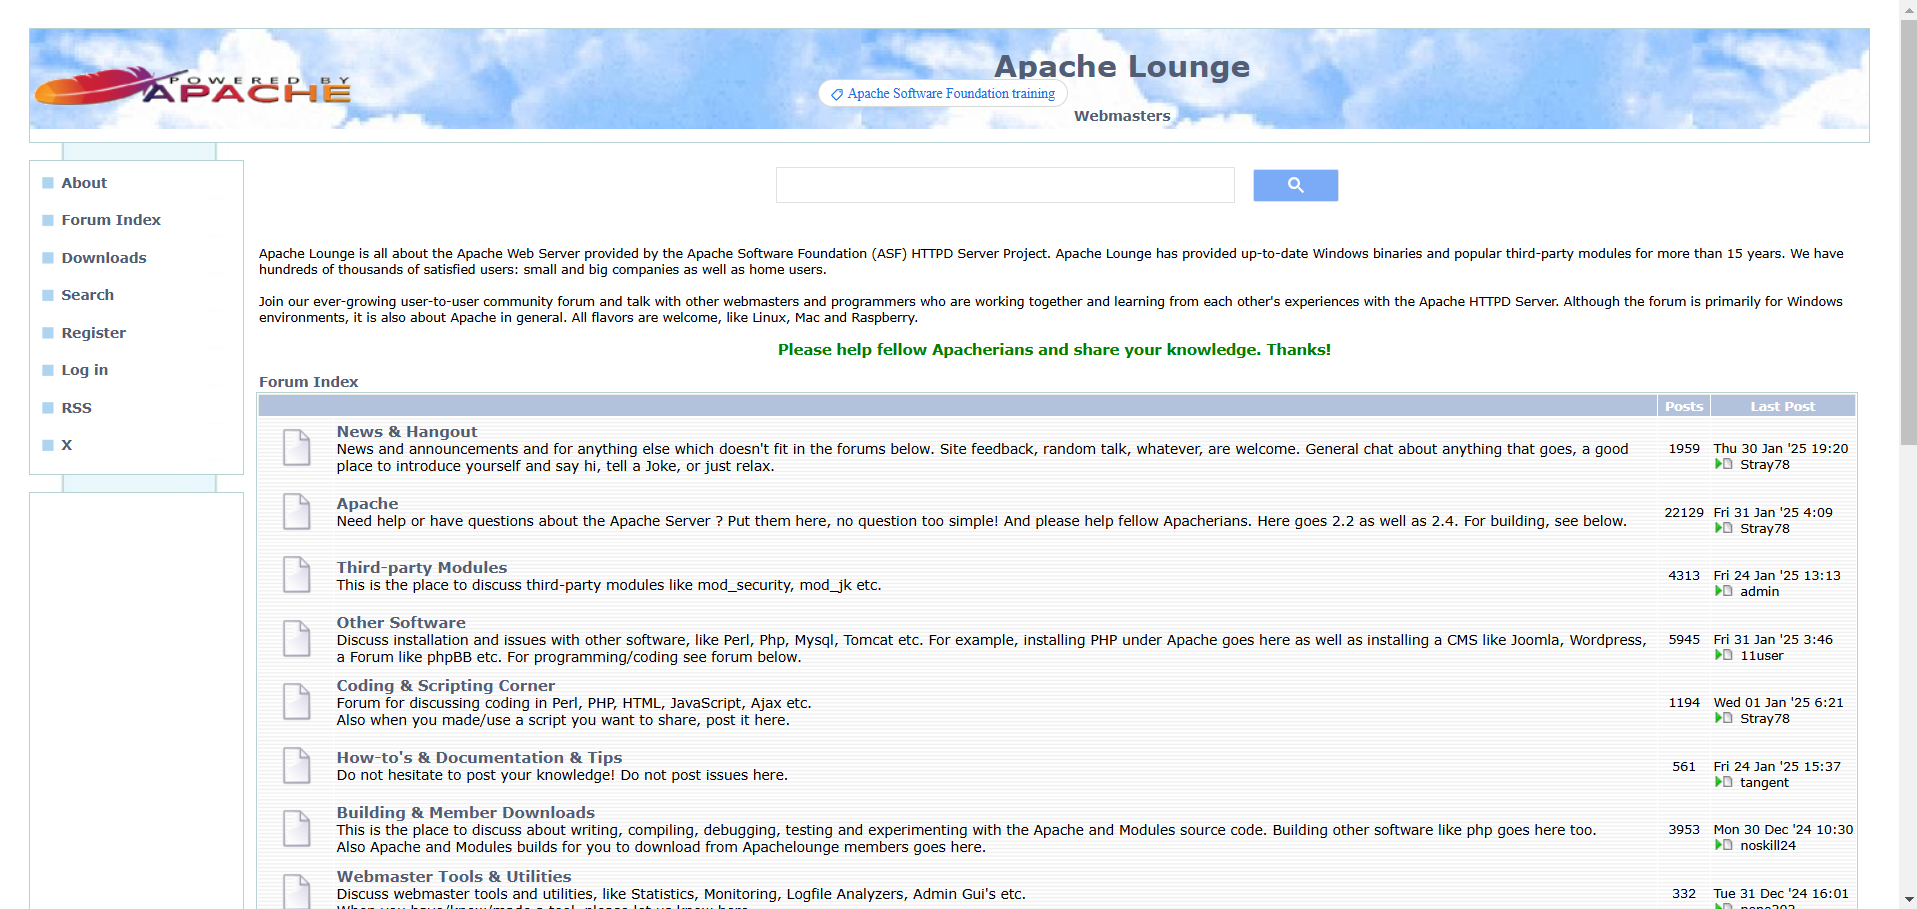 POWERED BY
APACHE
Apache Lounge
Apache Software Foundation training
Webmasters
About
Forum Index
Downloads
Search
Register
Log in
RSS
X
Apache Lounge is all about the Apache Web Server provided by the Apache Software Foundation (ASF) HTTPD Server Project. Apache Lounge has provided up-to-date Windows binaries and popular third-party modules for more than 15 years. We have
hundreds of thousands of satisfied users: small and big companies as well as home users.
Join our ever-growing user-to-user community forum and talk with other webmasters and programmers who are working together and learning from each other's experiences with the Apache HTTPD Server. Although the forum is primarily for Windows
environments, it is also about Apache in general. All flavors are welcome, like Linux, Mac and Raspberry.
Please help fellow Apacherians and share your knowledge. Thanks!
Forum Index
Posts Last Post
News & Hangout
News and announcements and for anything else which doesn't fit in the forums below. Site feedback, random talk, whatever, are welcome. General chat about anything that goes, a good
place to introduce yourself and say hi, tell a Joke, or just relax.
1959 Thu 30 Jan '25 19:20
Stray78
Apache
Need help or have questions about the Apache Server ? Put them here, no question too simple! And please help fellow Apacherians. Here goes 2.2 as well as 2.4. For building, see below.
22129 Fri 31 Jan '25 4:09
Stray78
Third-party Modules
This is the place to discuss third-party modules like mod_security, mod_jk etc.
4313 Fri 24 Jan '25 13:13
admin
Other Software
Discuss installation and issues with other software, like Perl, Php, Mysql, Tomcat etc. For example, installing PHP under Apache goes here as well as installing a CMS like Joomla, Wordpress,
a Forum like phpBB etc. For programming/coding see forum below.
5945 Fri 31 Jan '25 3:46
11user
Coding & Scripting Corner
Forum for discussing coding in Perl, PHP, HTML, JavaScript, Ajax etc.
Also when you made/use a script you want to share, post it here.
1194 Wed 01 Jan '25 6:21
Stray78
How-to's & Documentation & Tips
Do not hesitate to post your knowledge! Do not post issues here.
561 Fri 24 Jan '25 15:37
tangent
Building & Member Downloads
This is the place to discuss about writing, compiling, debugging, testing and experimenting with the Apache and Modules source code. Building other software like php goes here too.
Also Apache and Modules builds for you to download from Apachelounge members goes here.
3953 Mon 30 Dec '24 10:30
noskill24
Webmaster Tools & Utilities
Discuss webmaster tools and utilities, like Statistics, Monitoring, Logfile Analyzers, Admin Gui's etc.
332 Tue 31 Dec '24 16:01